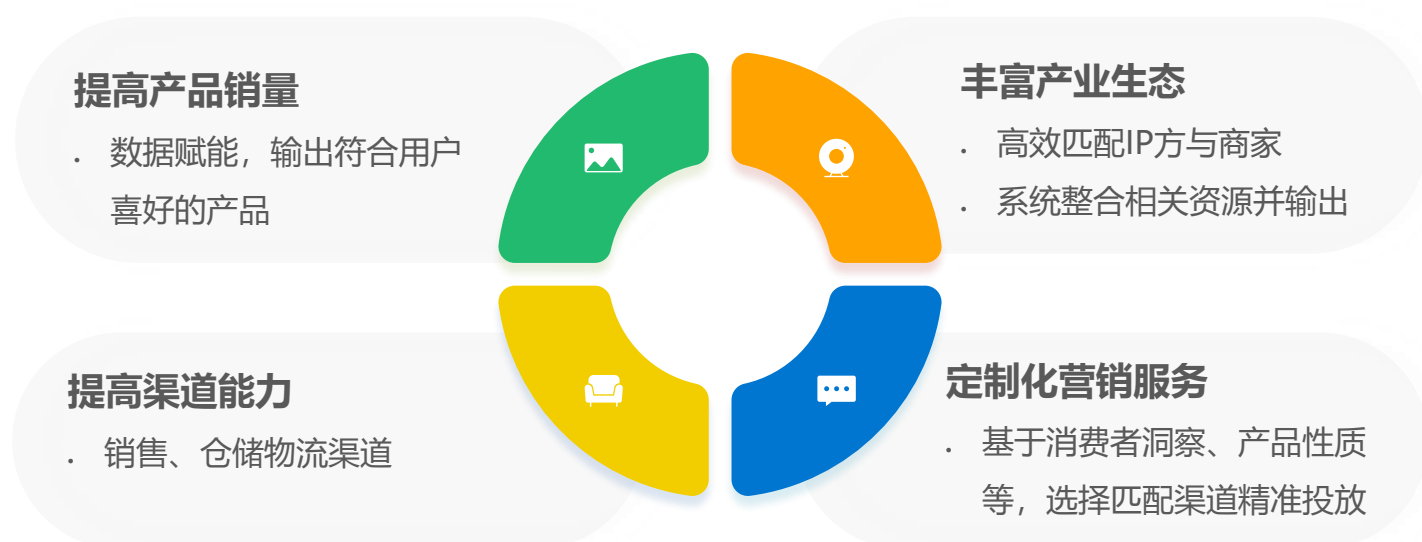 提高产品销量
. 数据赋能，输出符合用户
喜好的产品
丰富产业生态
. 高效匹配IP方与商家
. 系统整合相关资源并输出
提高渠道能力
. 销售、仓储物流渠道
定制化营销服务
. 基于消费者洞察、产品性质
等，选择匹配渠道精准投放